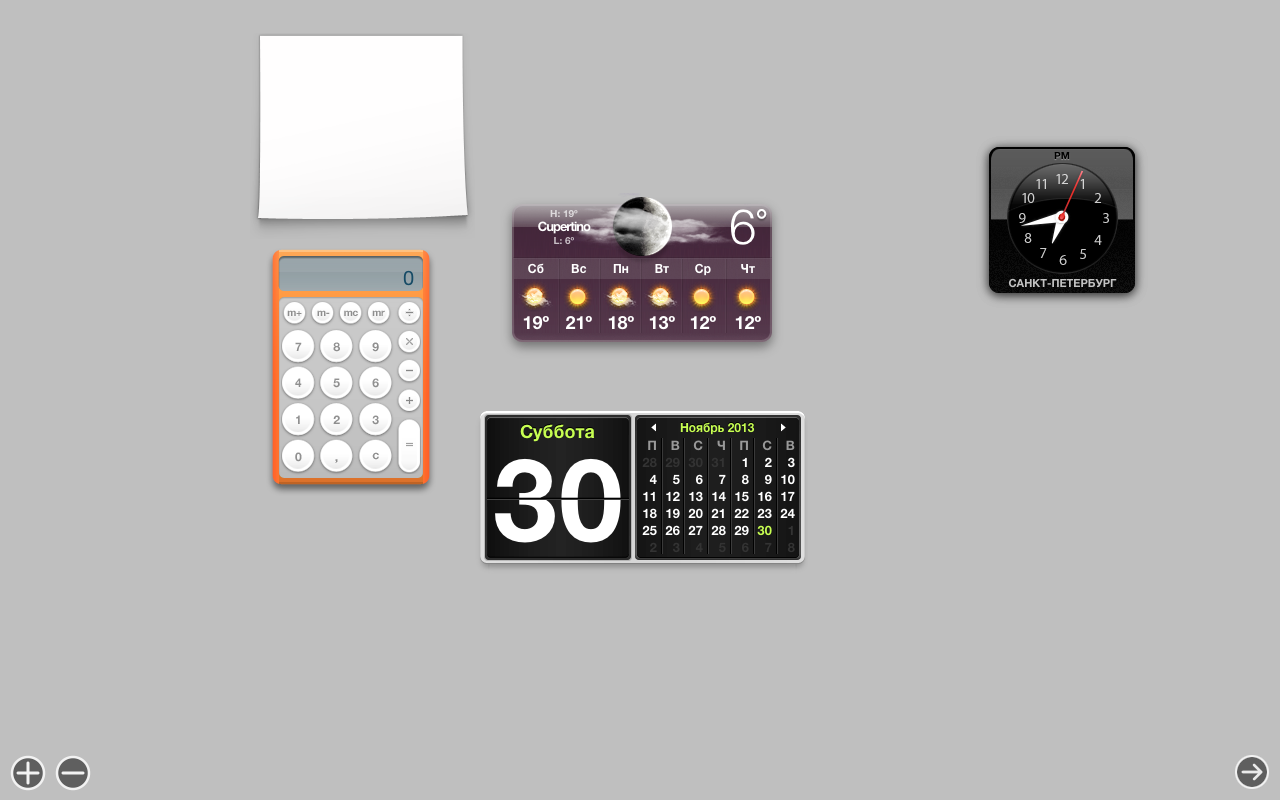 H: 19°
Cupertino
L: 6°
6°
Сб Вс Пн Вт Ср Чт
19° 21° 18° 13° 12° 12°
PM
12
11 1
10 2
9 3
8 4
7 5
6
САНКТ-ПЕТЕРБУРГ
0
m+ m- mc mr ÷
7 8 9 ×
4 5 6 −
1 2 3 +
0 , c =
Суббота
30
Ноябрь 2013
П В С Ч П С В
28 29 30 31 1 2 3
4 5 6 7 8 9 10
11 12 13 14 15 16 17
18 19 20 21 22 23 24
25 26 27 28 29 30 1
2 3 4 5 6 7 8